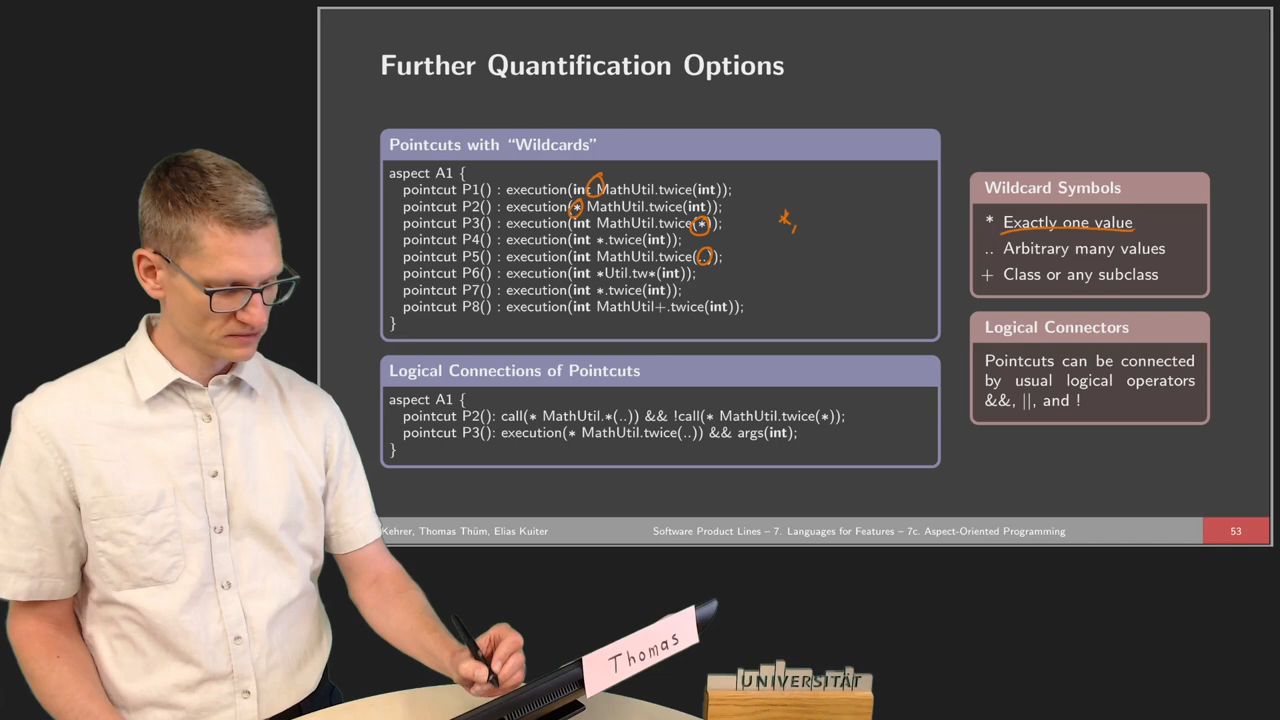 Further Quantification Options
Pointcuts with “Wildcards”
aspect A1 {
pointcut P1() : execution(int MathUtil.twice(int));
pointcut P2() : execution(* MathUtil.twice(int));
pointcut P3() : execution(int MathUtil.twice(*));
pointcut P4() : execution(int *.twice(int));
pointcut P5() : execution(int MathUtil.twice(..));
pointcut P6() : execution(int *Util.tw*(int));
pointcut P7() : execution(int *.twice(int));
pointcut P8() : execution(int MathUtil+.twice(int));
}
*,
Logical Connections of Pointcuts
aspect A1 {
pointcut P2(): call(* MathUtil.*(..)) && !call(* MathUtil.twice(*));
pointcut P3(): execution(* MathUtil.twice(..)) && args(int);
}
Wildcard Symbols
* Exactly one value
.. Arbitrary many values
+ Class or any subclass
Logical Connectors
Pointcuts can be connected
by usual logical operators
&&, ||, and !
Kehrer, Thomas Thüm, Elias Kuiter
Software Product Lines – 7. Languages for Features – 7c. Aspect-Oriented Programming
53
Thomas
UNIVERSITÄT